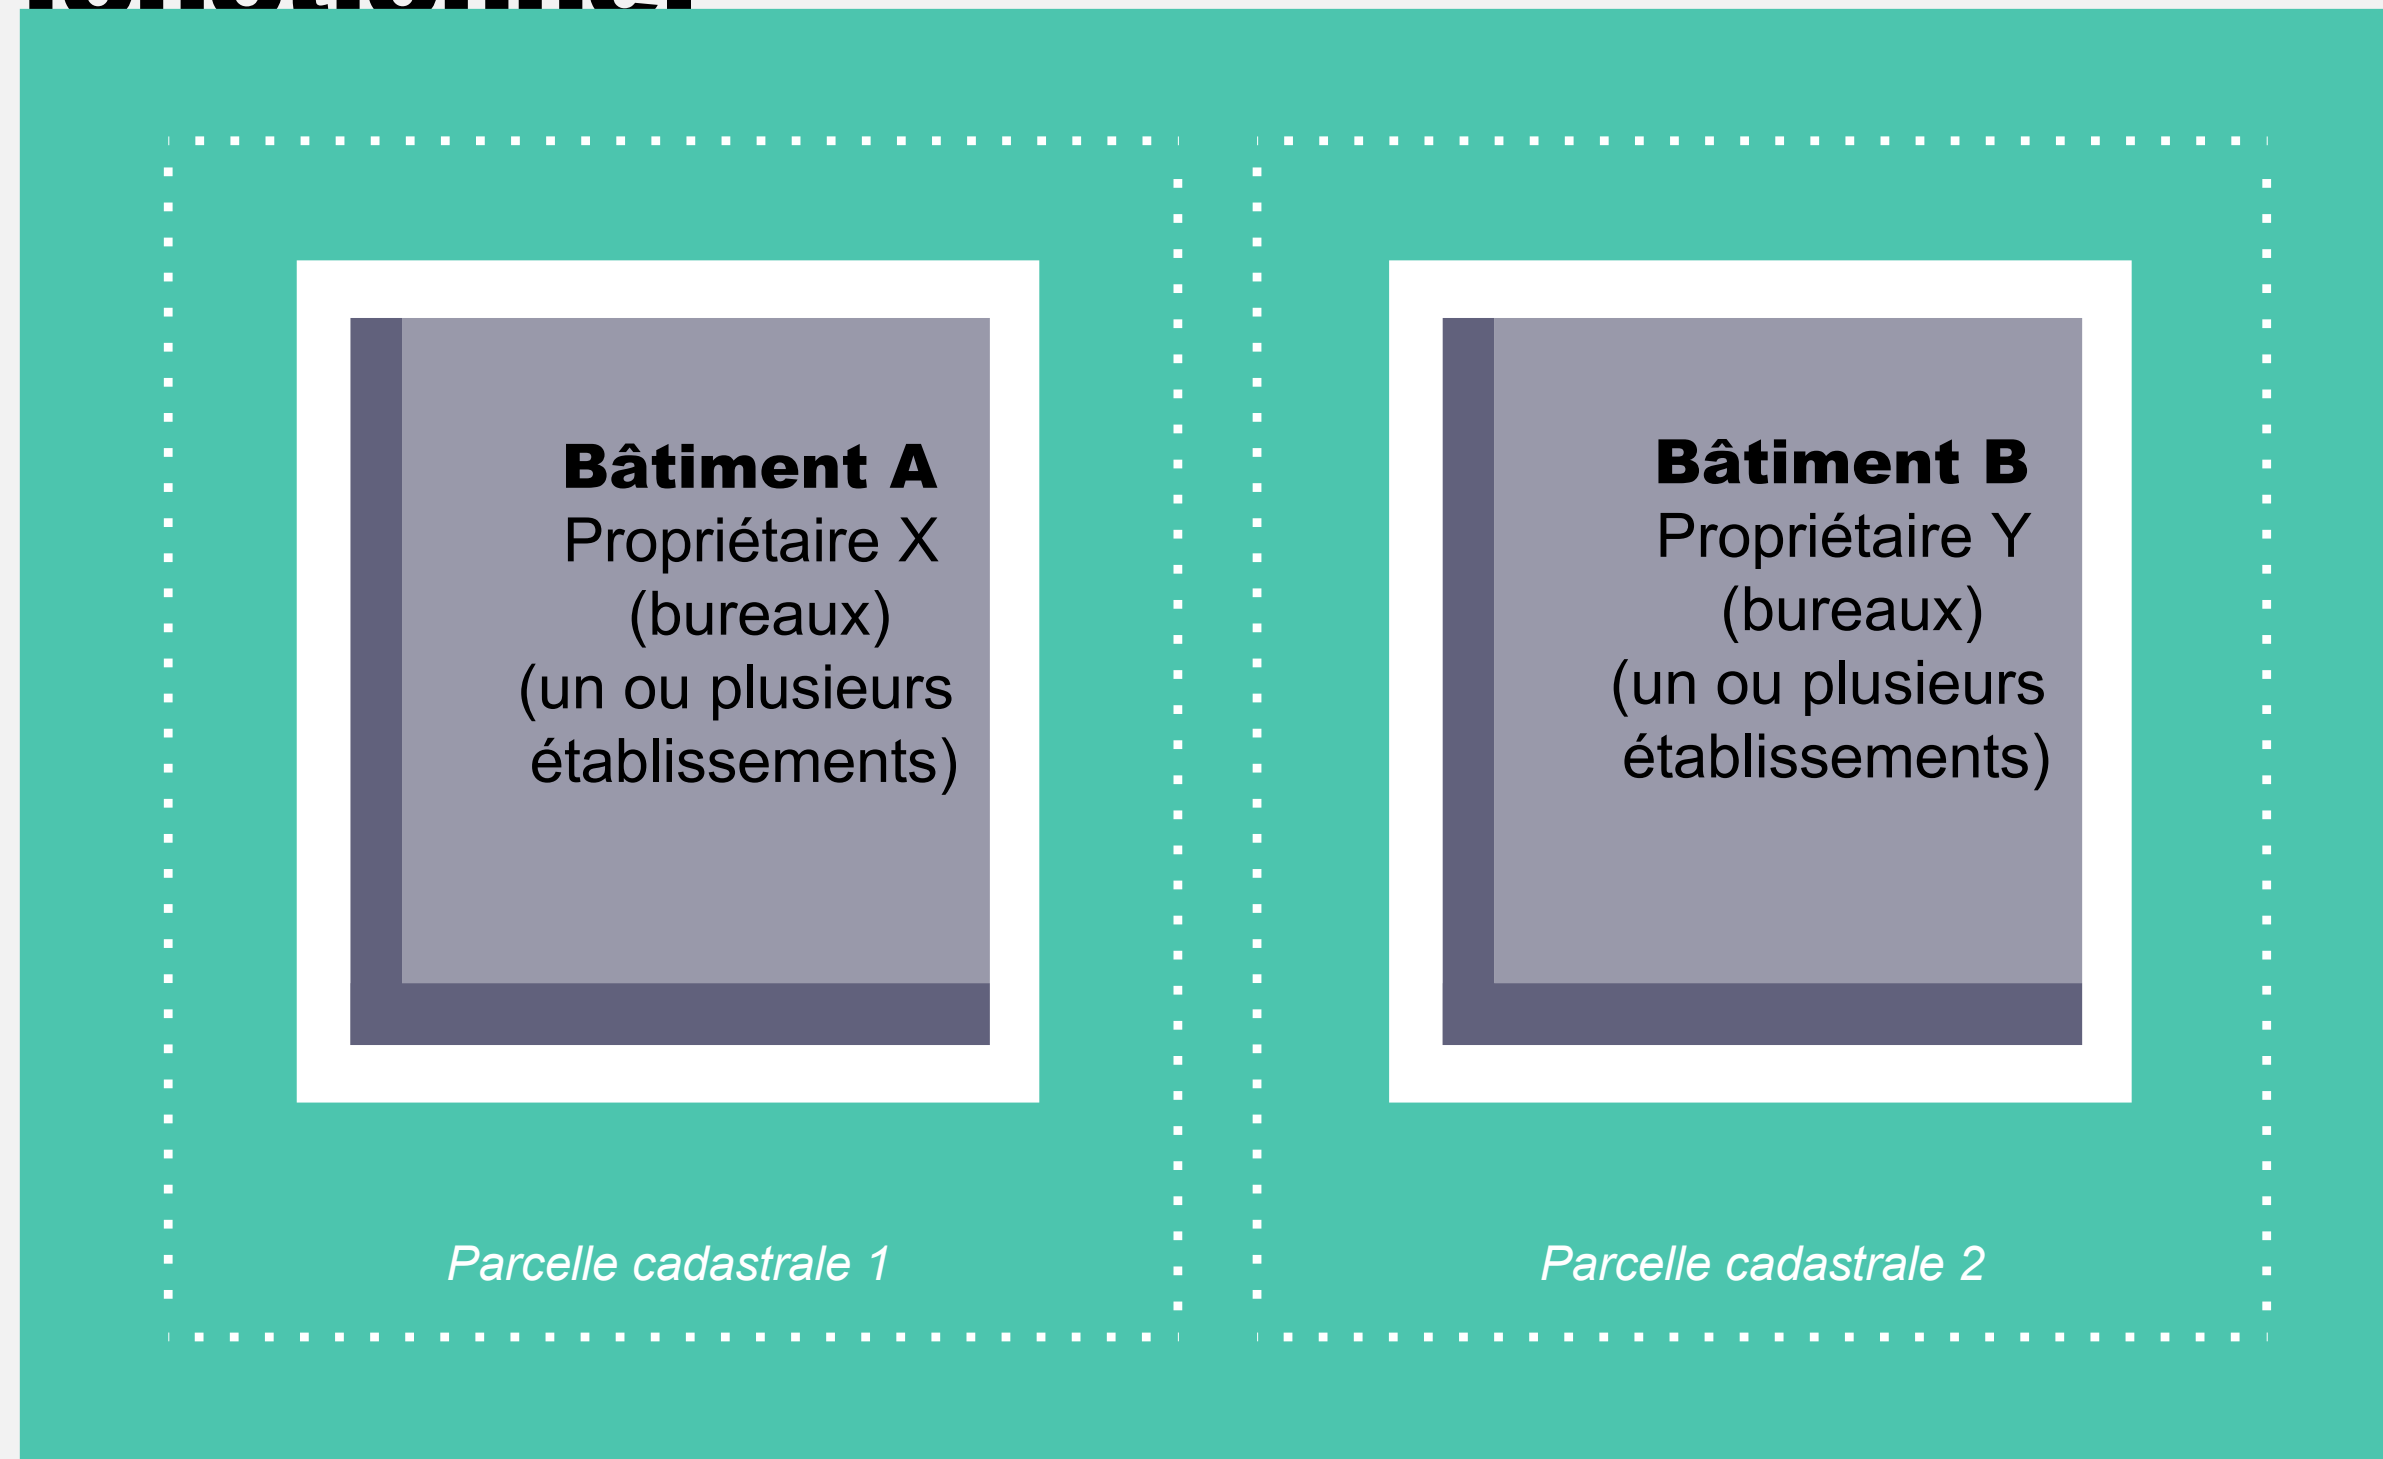 Bâtiment A
Propriétaire X
(bureaux)
(un ou plusieurs
établissements)
Parcelle cadastrale 1
Bâtiment B
Propriétaire Y
(bureaux)
(un ou plusieurs
établissements)
Parcelle cadastrale 2